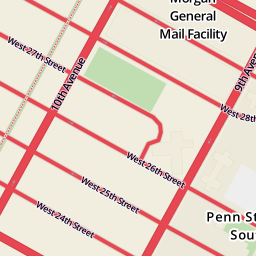 Morgan
General
Mail Facility
West 27th Street
10th Avenue
9th Ave
West 28th
West 26th Street
West 25th Street
West 24th Street
Penn St
Sou